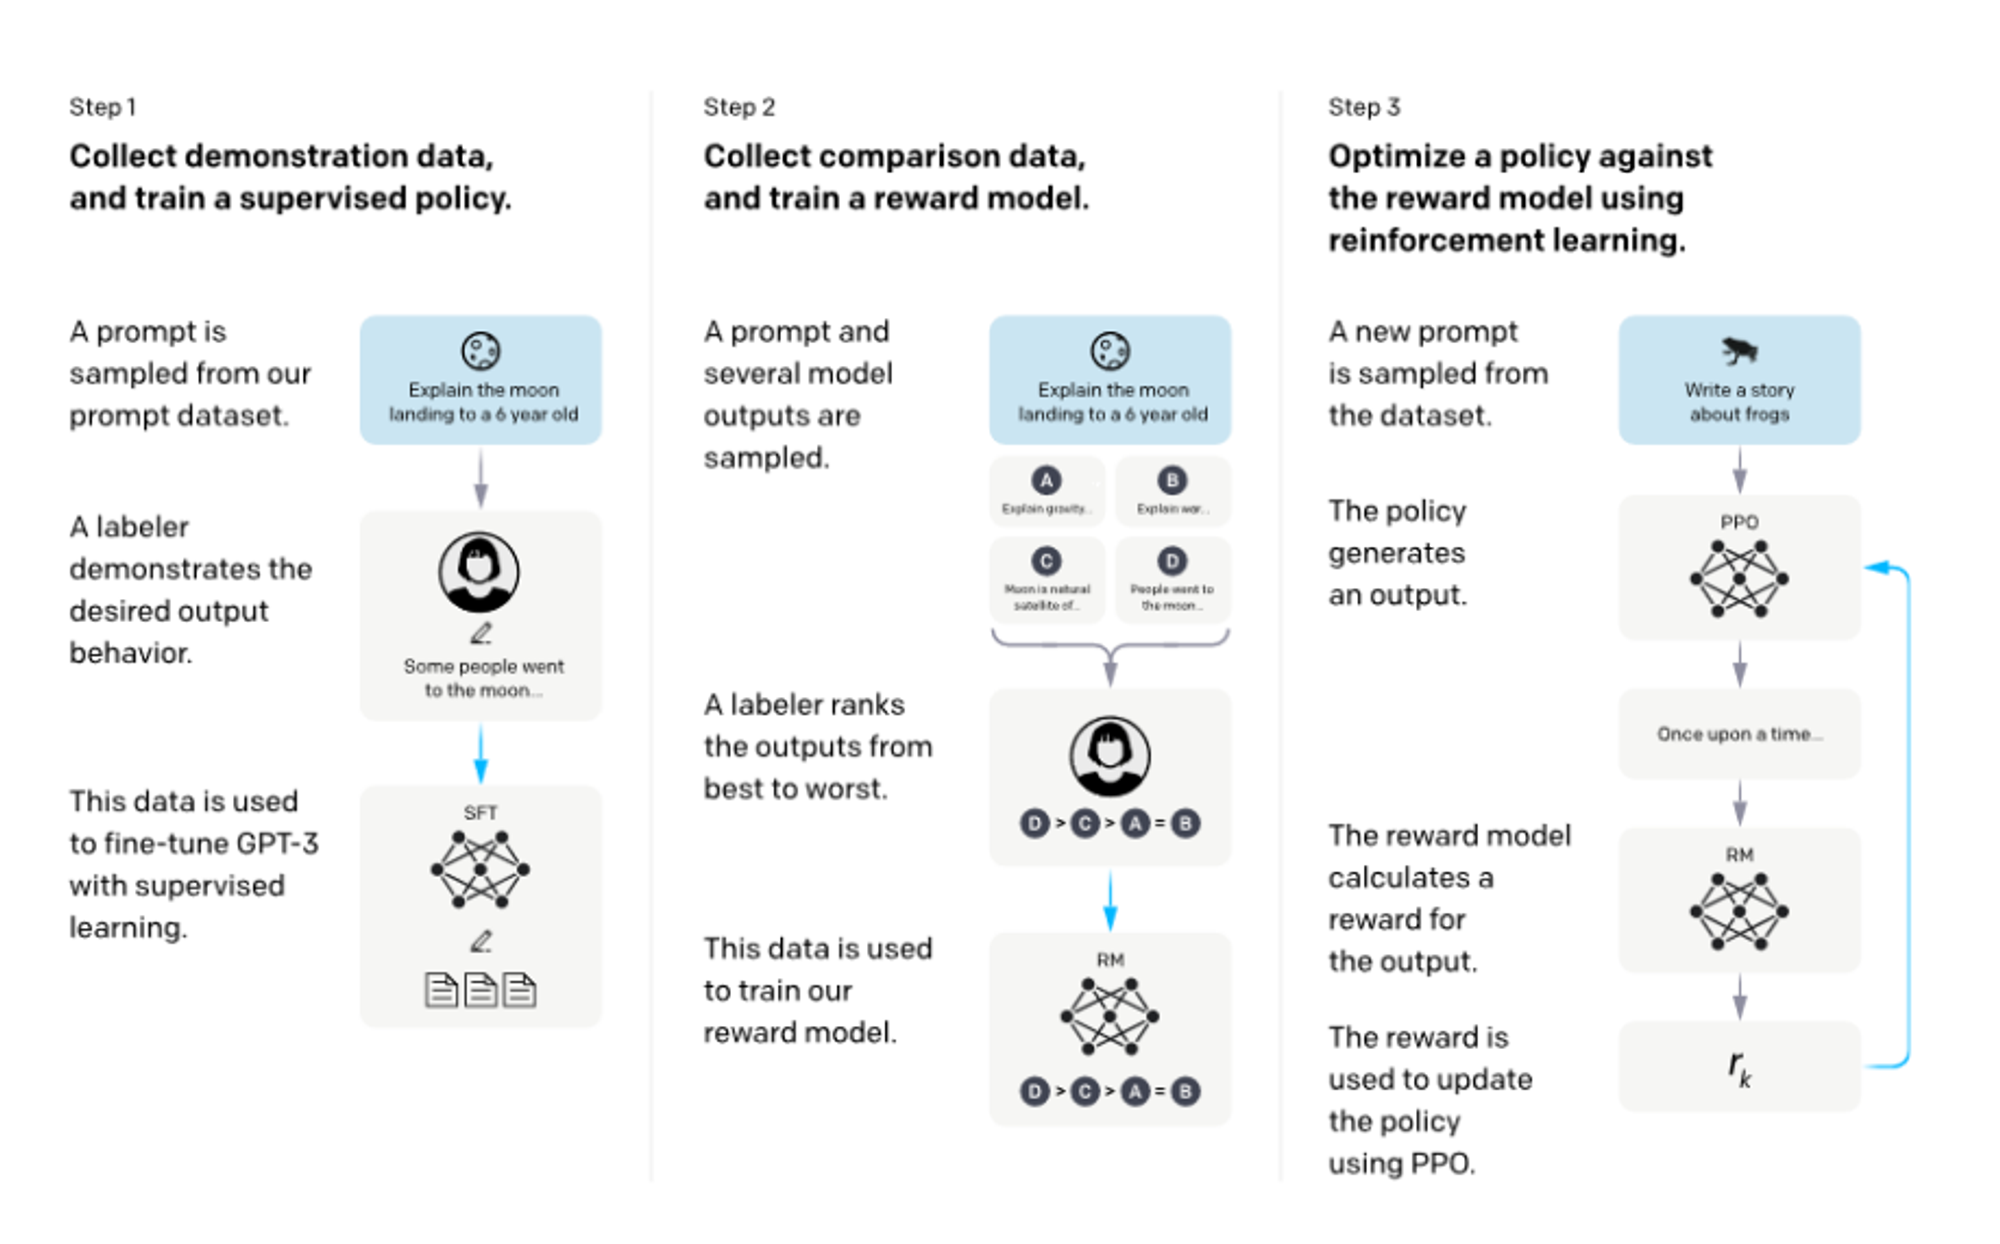 Step 1
Collect demonstration data,
and train a supervised policy.
A prompt is
sampled from our
prompt dataset.
Explain the moon
landing to a 6 year old
A labeler
demonstrates the
desired output
behavior.
Some people went
to the moon...
This data is used
to fine-tune GPT-3
with supervised
learning.
SFT
Step 2
Collect comparison data,
and train a reward model.
A prompt and
several model
outputs are
sampled.
Explain the moon
landing to a 6 year old
A
Explain gravity...
B
Explain war...
C
Moon is natural
satellite of...
D
People went to
the moon...
A labeler ranks
the outputs from
best to worst.
D > C > A = B
This data is used
to train our
reward model.
RM
D > C > A = B
Step 3
Optimize a policy against
the reward model using
reinforcement learning.
A new prompt
is sampled from
the dataset.
Write a story
about frogs
The policy
generates
an output.
PPO
Once upon a time...
The reward model
calculates a
reward for
the output.
RM
The reward is
used to update
the policy
using PPO.
rk